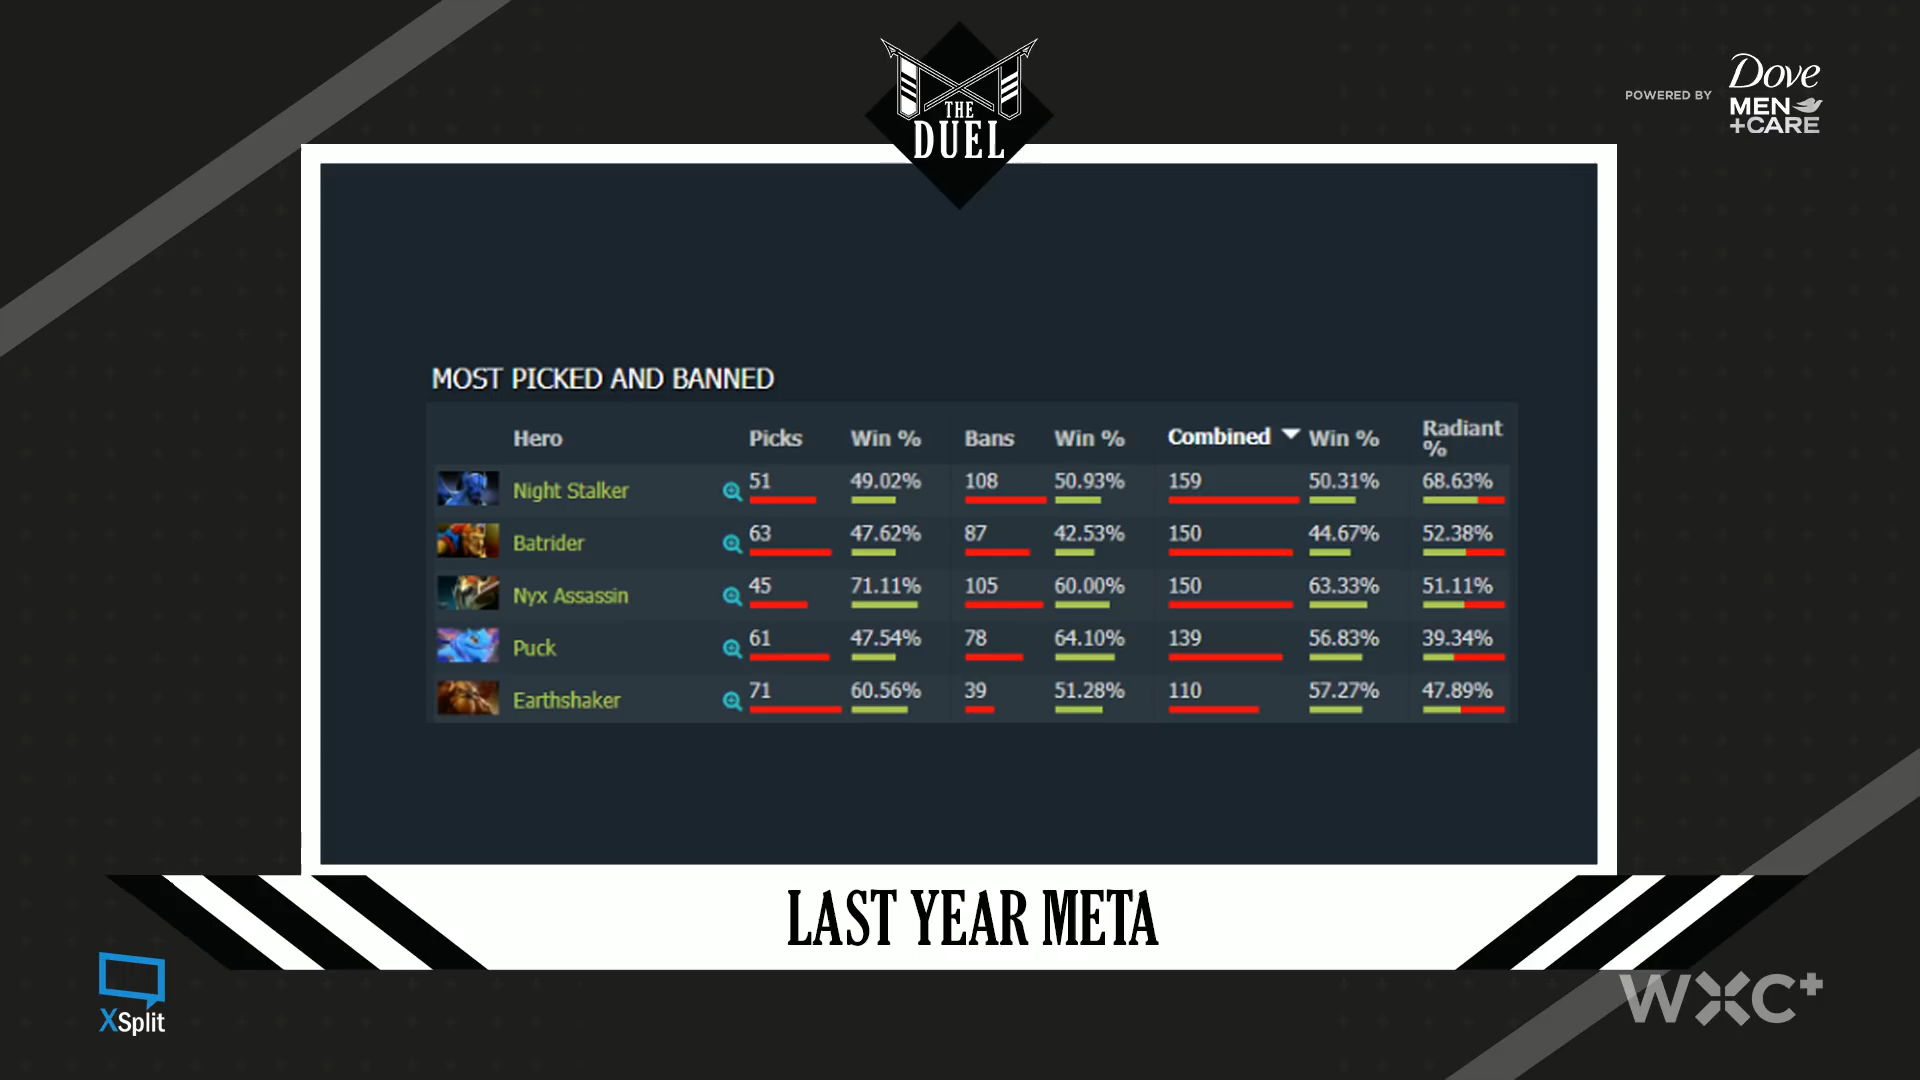 THE
DUEL
POWERED BY
Dove
MEN
+CARE
MOST PICKED AND BANNED
Hero Picks Win % Bans Win % Combined Win % Radiant %
Night Stalker 51 49.02% 108 50.93% 159 50.31% 68.63%
Batrider 63 47.62% 87 42.53% 150 44.67% 52.38%
Nyx Assassin 45 71.11% 105 60.00% 150 63.33% 51.11%
Puck 61 47.54% 78 64.10% 139 56.83% 39.34%
Earthshaker 71 60.56% 39 51.28% 110 57.27% 47.89%
LAST YEAR META
XSplit
WXC+